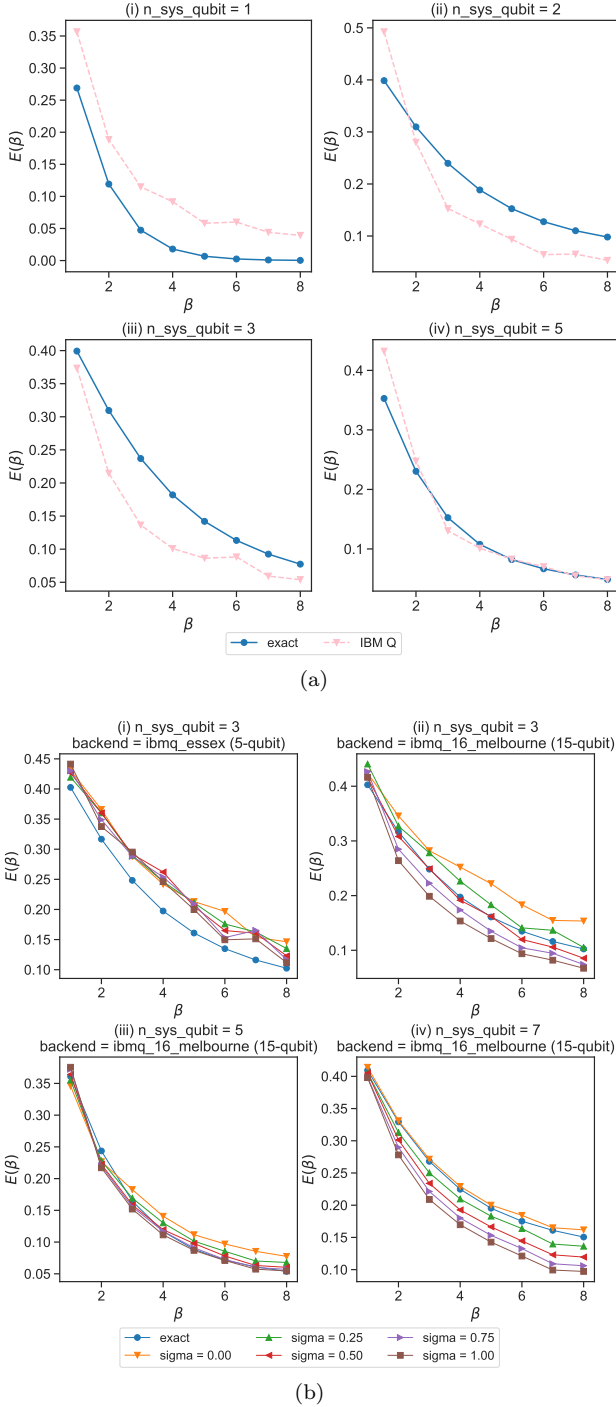 (i) n_sys_qubit = 1
(ii) n_sys_qubit = 2
E(β)
0.35
0.30
0.25
0.20
0.15
0.10
0.05
0.00
2
4
6
8
β
E(β)
0.5
0.4
0.3
0.2
0.1
2
4
6
8
β
(iii) n_sys_qubit = 3
(iv) n_sys_qubit = 5
E(β)
0.40
0.35
0.30
0.25
0.20
0.15
0.10
0.05
2
4
6
8
β
E(β)
0.4
0.3
0.2
0.1
2
4
6
8
β
exact
IBM Q
(a)
(i) n_sys_qubit = 3
backend = ibmq_essex (5-qubit)
(ii) n_sys_qubit = 3
backend = ibmq_16_melbourne (15-qubit)
E(β)
0.45
0.40
0.35
0.30
0.25
0.20
0.15
0.10
2
4
6
8
β
E(β)
0.4
0.3
0.2
0.1
2
4
6
8
β
(iii) n_sys_qubit = 5
backend = ibmq_16_melbourne (15-qubit)
(iv) n_sys_qubit = 7
backend = ibmq_16_melbourne (15-qubit)
E(β)
0.35
0.30
0.25
0.20
0.15
0.10
0.05
2
4
6
8
β
E(β)
0.40
0.35
0.30
0.25
0.20
0.15
0.10
2
4
6
8
β
exact
sigma = 0.00
sigma = 0.25
sigma = 0.50
sigma = 0.75
sigma = 1.00
(b)